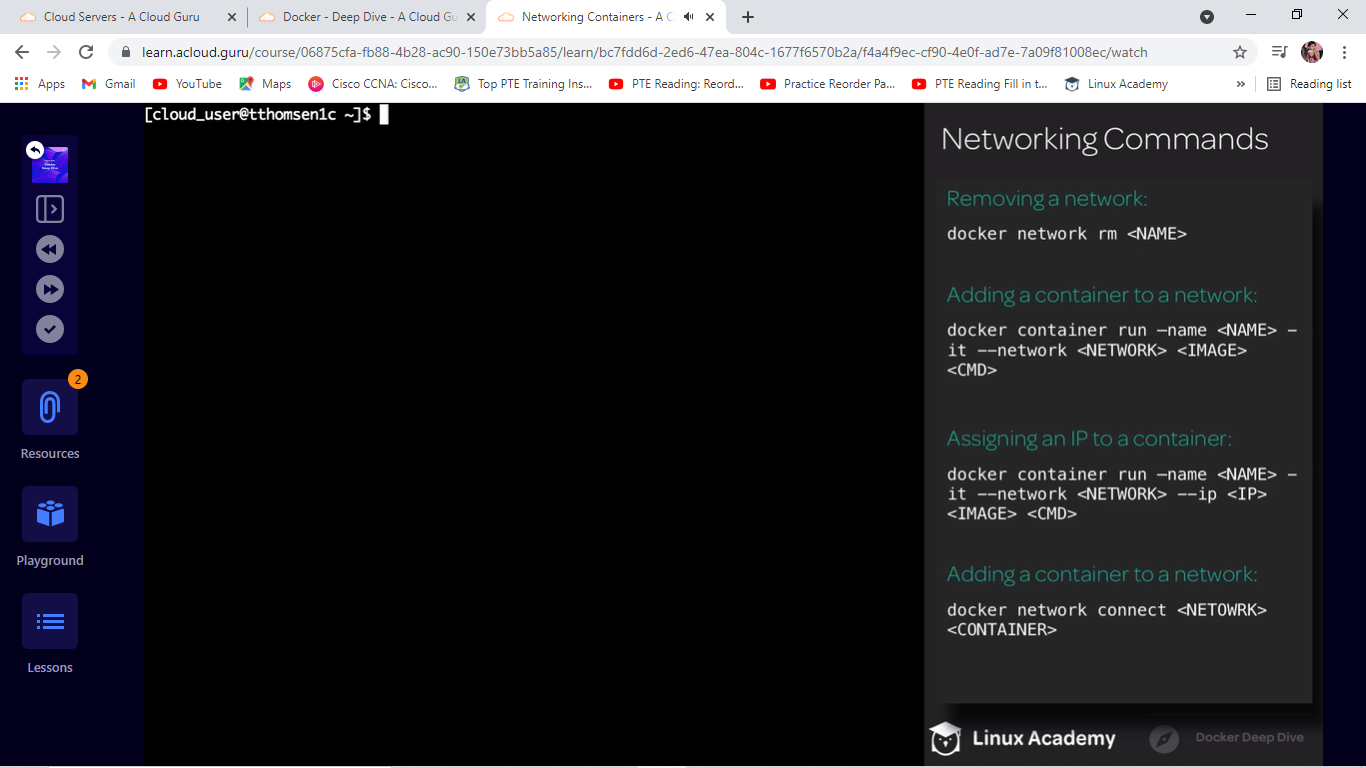 Cloud Servers - A Cloud Guru
Docker - Deep Dive - A Cloud Gu
Networking Containers - A C
learn.acloud.guru/course/06875cfa-fb88-4b28-ac90-150e73bb5a85/learn/bc7fdd6d-2ed6-47ea-804c-1677f6570b2a/f4a4f9ec-cf90-4e0f-ad7e-7a09f81008ec/watch
Apps
Gmail
YouTube
Maps
Cisco CCNA: Cisco...
Top PTE Training Ins...
PTE Reading: Reord...
Practice Reorder Pa...
PTE Reading Fill in t...
Linux Academy
»
Reading list
[cloud_user@tthomsen1c ~]$
2
Resources
Playground
Lessons
Networking Commands
Removing a network:
docker network rm <NAME>
Adding a container to a network:
docker container run —name <NAME> -
it --network <NETWORK> <IMAGE>
<CMD>
Assigning an IP to a container:
docker container run —name <NAME> -
it --network <NETWORK> --ip <IP>
<IMAGE> <CMD>
Adding a container to a network:
docker network connect <NETOWRK>
<CONTAINER>
Linux Academy
Docker Deep Dive